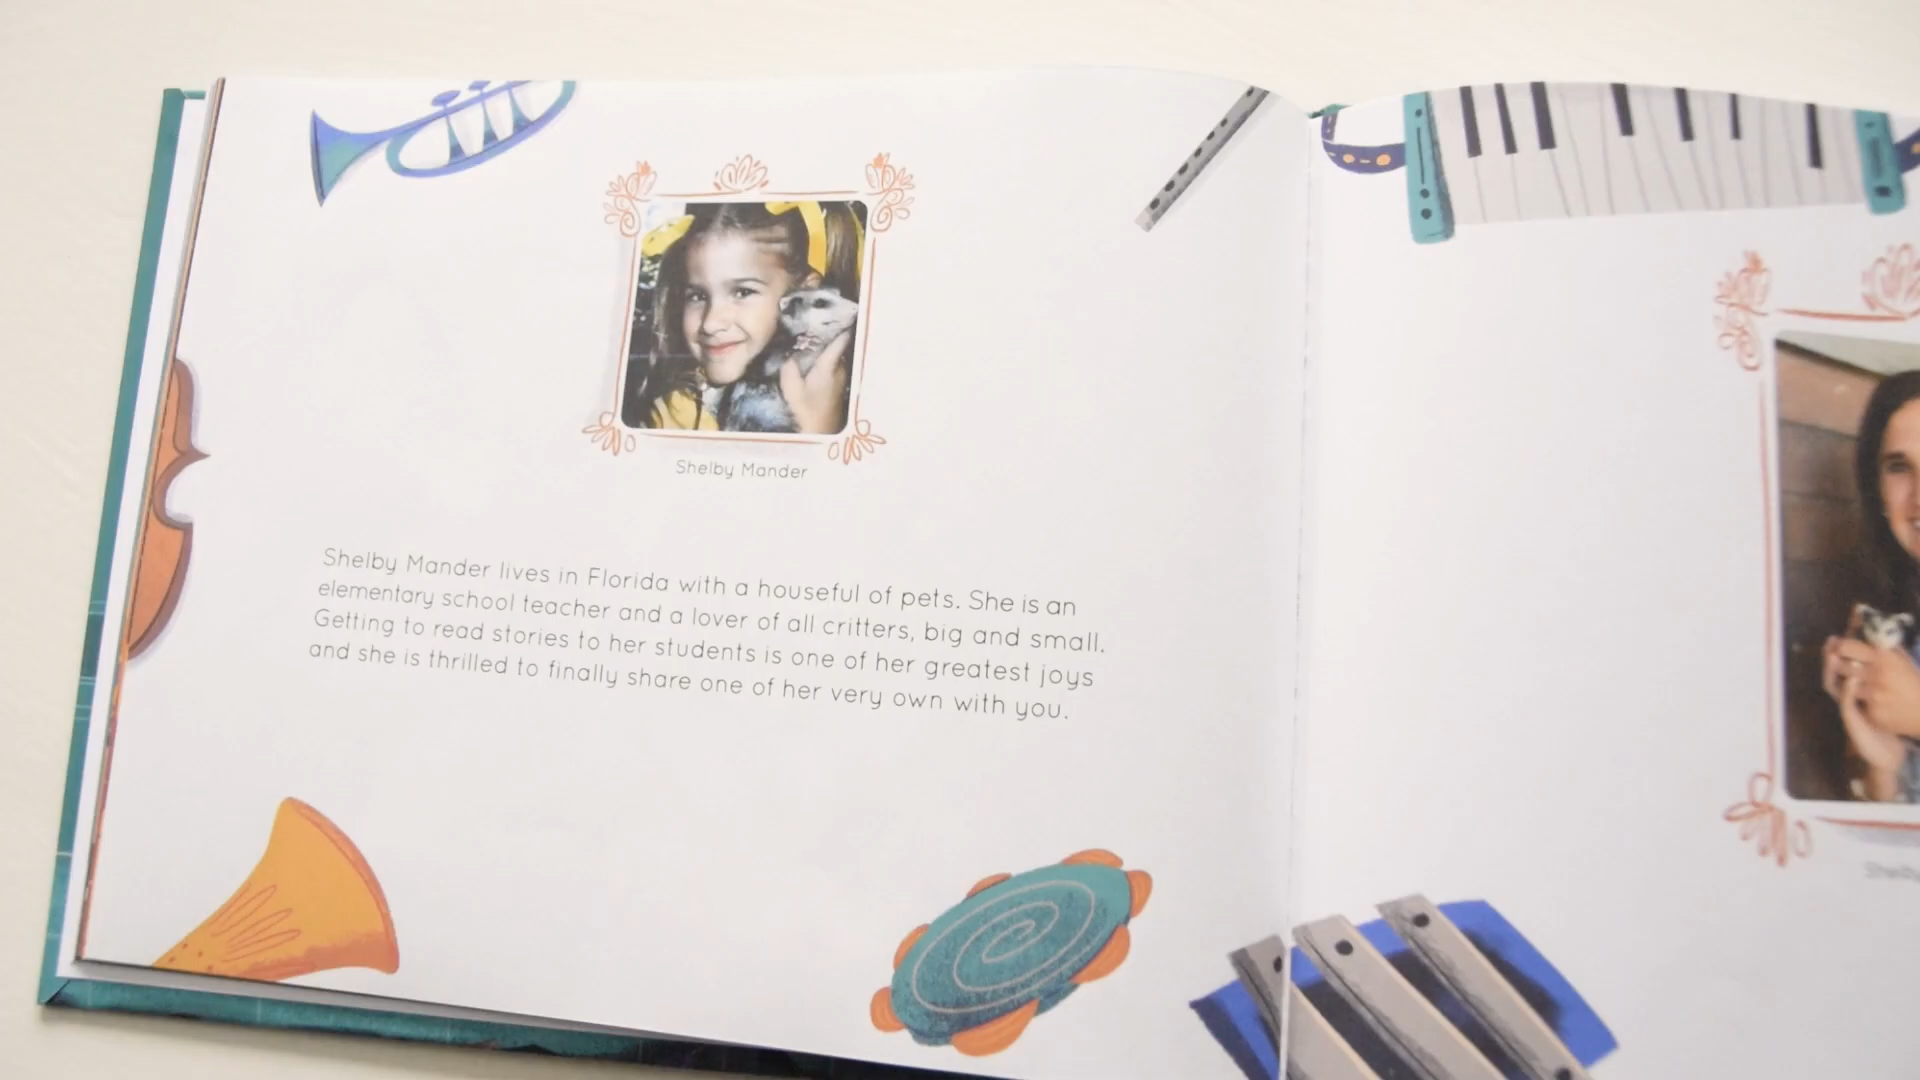 Shelby Mander
Shelby Mander lives in Florida with a houseful of pets. She is an
elementary school teacher and a lover of all critters, big and small.
Getting to read stories to her students is one of her greatest joys
and she is thrilled to finally share one of her very own with you.
Shelby